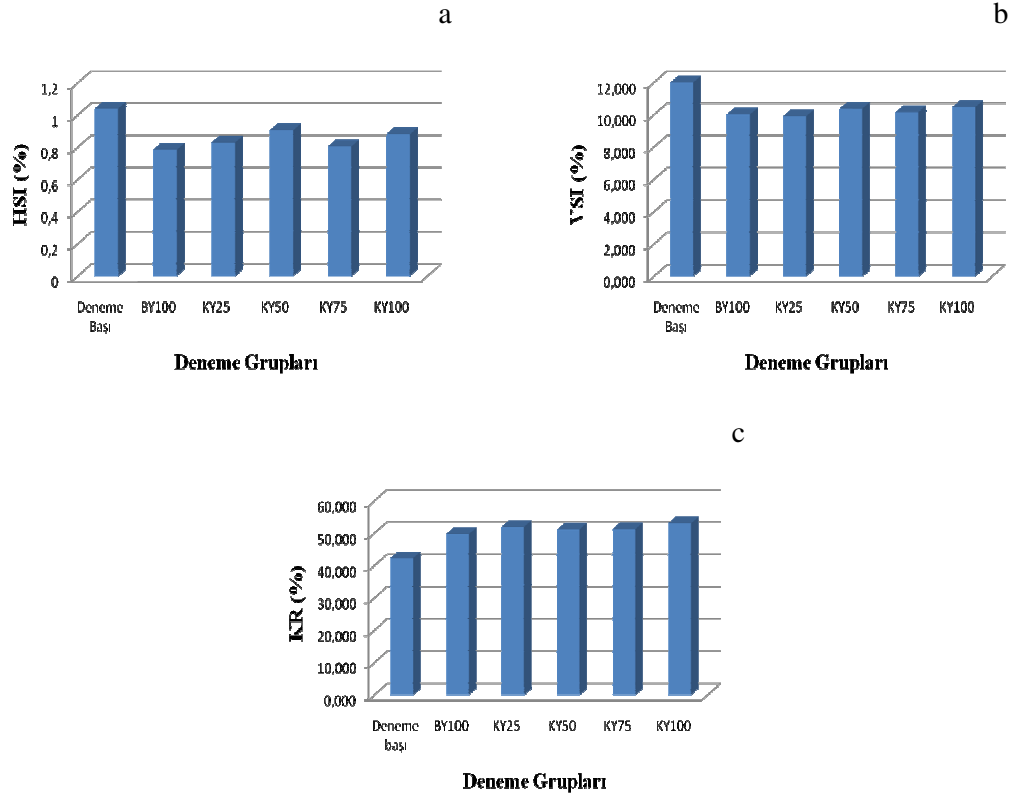 a
HSI (%)
1,2
1
0,8
0,6
0,4
0,2
0
Deneme Başı
BY100
KY25
KY50
KY75
KY100
Deneme Grupları
b
VSI (%)
12,000
10,000
8,000
6,000
4,000
2,000
0,000
Deneme Başı
BY100
KY25
KY50
KY75
KY100
Deneme Grupları
c
KR (%)
60,000
50,000
40,000
30,000
20,000
10,000
0,000
Deneme başı
BY100
KY25
KY50
KY75
KY100
Deneme Grupları